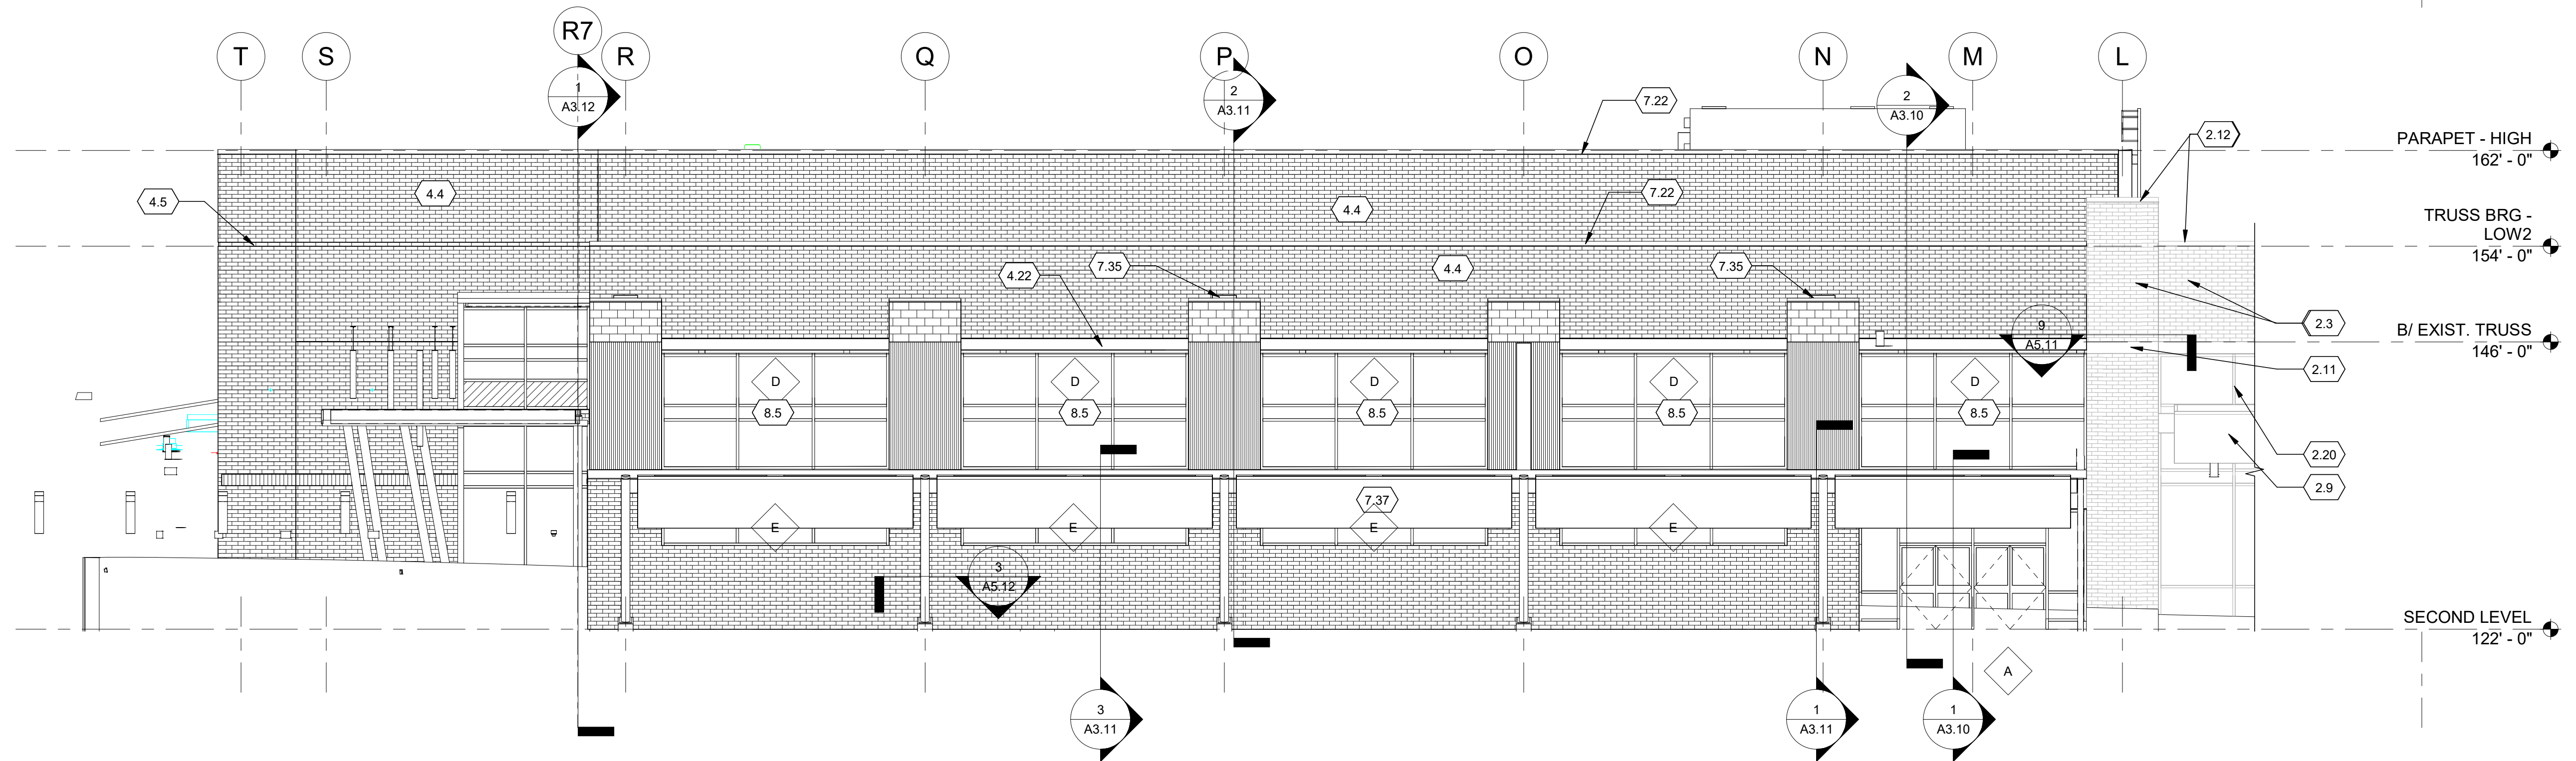 R7
T
S
R
Q
P
O
N
M
L
1
A3.12
2
A3.11
2
A3.10
7.22
2.12
PARAPET - HIGH
162' - 0"
4.5
4.4
4.4
7.22
TRUSS BRG -
LOW2
154' - 0"
4.22
7.35
4.4
7.35
2.3
9
A5.11
B/ EXIST. TRUSS
146' - 0"
2.11
D
D
D
D
D
8.5
8.5
8.5
8.5
8.5
2.20
2.9
7.37
E
E
E
E
3
A5.12
SECOND LEVEL
122' - 0"
A
3
A3.11
1
A3.11
1
A3.10